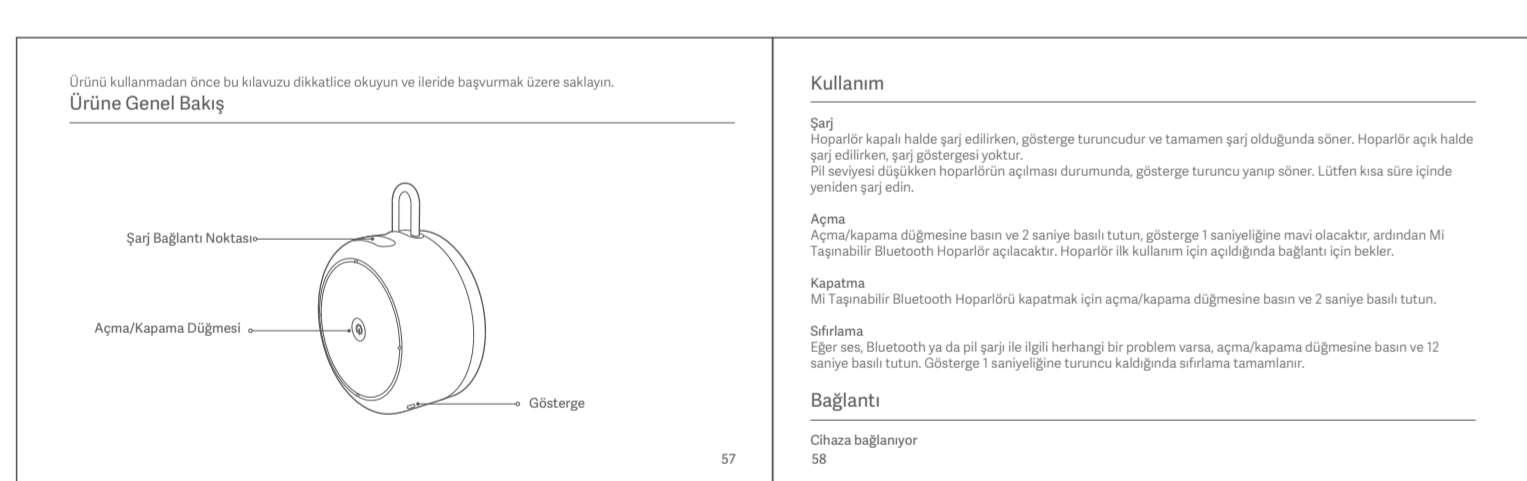 Ürünü kullanmadan önce bu kılavuzu dikkatlice okuyun ve ileride başvurmak üzere saklayın.
Ürüne Genel Bakış
Şarj Bağlantı Noktası
Açma/Kapama Düğmesi
Gösterge
57
Kullanım
Şarj
Hoparlör kapalı halde şarj edilirken, gösterge turuncudur ve tamamen şarj olduğunda söner. Hoparlör açık halde
şarj edilirken, şarj göstergesi yoktur.
Pil seviyesi düşükken hoparlörün açılması durumunda, gösterge turuncu yanıp söner. Lütfen kısa süre içinde
yeniden şarj edin.
Açma
Açma/kapama düğmesine basın ve 2 saniye basılı tutun, gösterge 1 saniyeliğine mavi olacaktır, ardından Mi
Taşınabilir Bluetooth Hoparlör açılacaktır. Hoparlör ilk kullanım için açıldığında bağlantı için bekler.
Kapatma
Mi Taşınabilir Bluetooth Hoparlörü kapatmak için açma/kapama düğmesine basın ve 2 saniye basılı tutun.
Sıfırlama
Eğer ses, Bluetooth ya da pil şarjı ile ilgili herhangi bir problem varsa, açma/kapama düğmesine basın ve 12
saniye basılı tutun. Gösterge 1 saniyeliğine turuncu kaldığında sıfırlama tamamlanır.
Bağlantı
Cihaza bağlanıyor
58